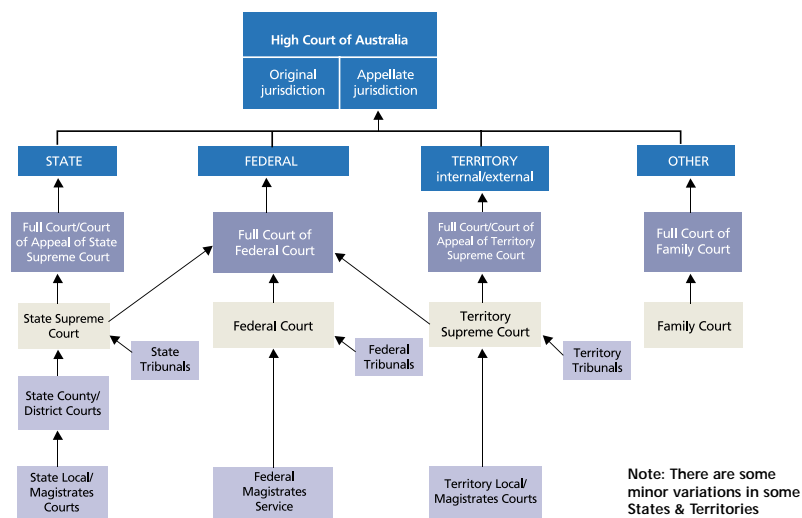 High Court of Australia
Original
jurisdiction
Appellate
jurisdiction
STATE
FEDERAL
TERRITORY
internal/external
OTHER
Full Court/Court
of Appeal of State
Supreme Court
Full Court of
Federal Court
Full Court/Court of
Appeal of Territory
Supreme Court
Full Court of
Family Court
State Supreme
Court
Federal Court
Territory
Supreme Court
Family Court
State
Tribunals
Federal
Tribunals
Territory
Tribunals
State County/
District Courts
State Local/
Magistrates
Courts
Federal
Magistrates
Service
Territory Local/
Magistrates Courts
Note: There are some
minor variations in some
States & Territories